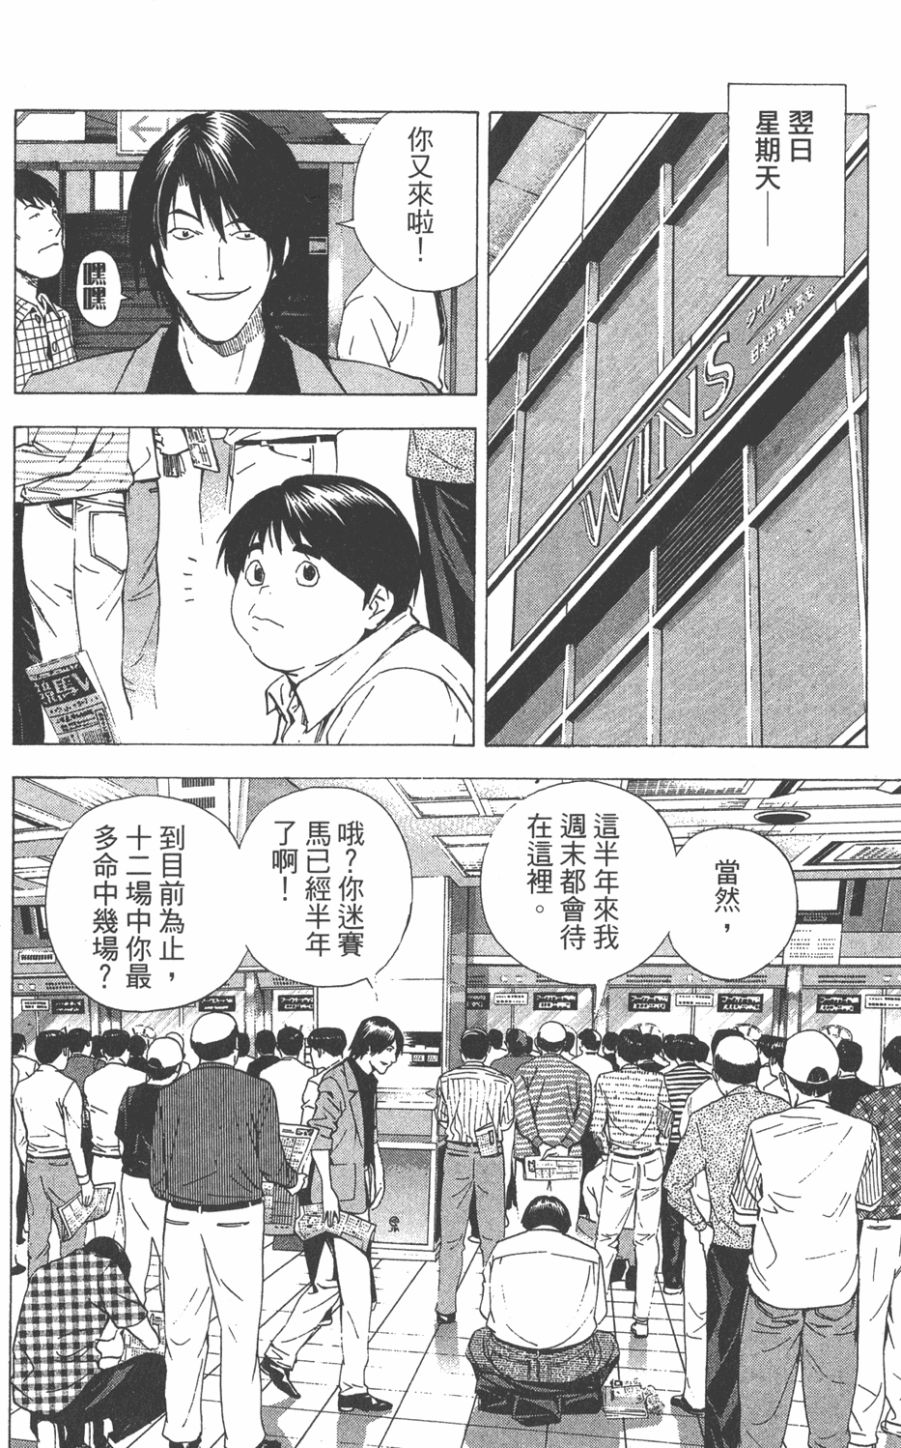 翌日
星期天──
WINS
你又來啦！
嘿
嘿
當然，
這半年來我
週末都會待
在這裡。
哦？你迷賽
馬已經半年
了啊！
到目前為止，
十二場中你最
多命中幾場？